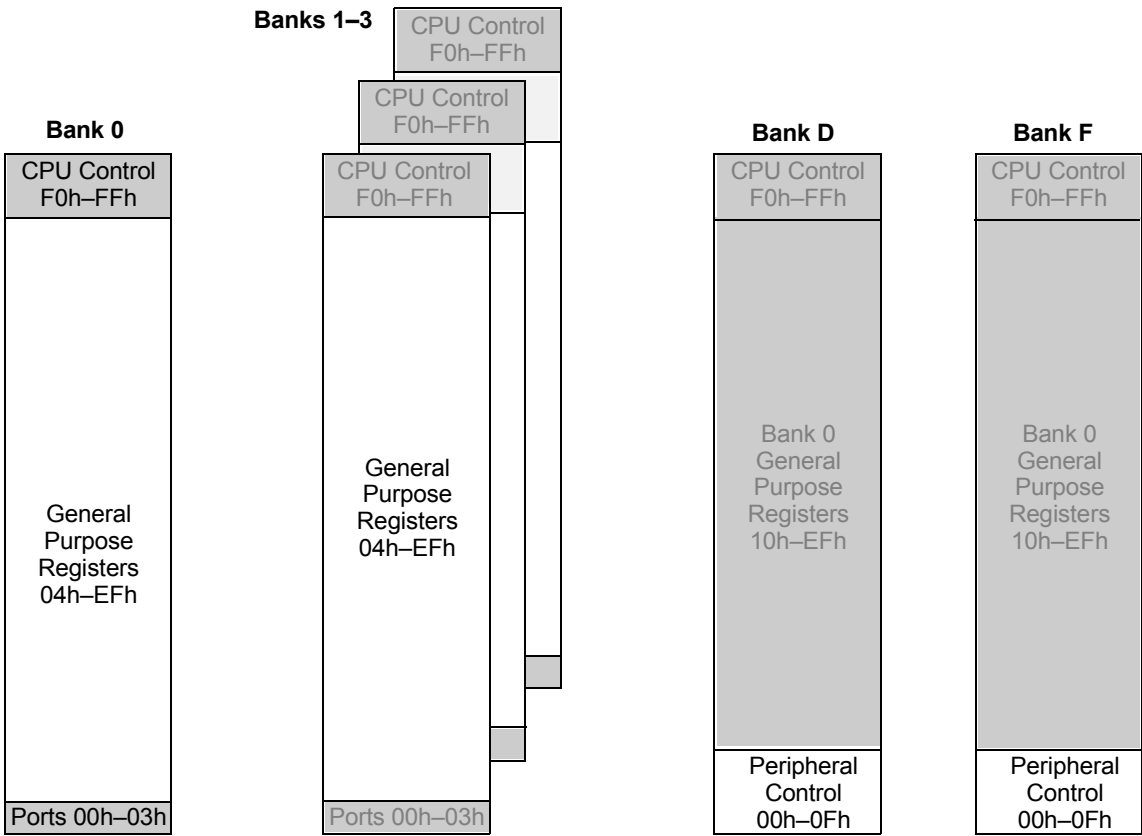 Banks 1–3
CPU Control
F0h–FFh
CPU Control
F0h–FFh
Bank 0
CPU Control
F0h–FFh
General
Purpose
Registers
04h–EFh
Ports 00h–03h
CPU Control
F0h–FFh
General
Purpose
Registers
04h–EFh
Ports 00h–03h
Bank D
CPU Control
F0h–FFh
Bank 0
General
Purpose
Registers
10h–EFh
Peripheral
Control
00h–0Fh
Bank F
CPU Control
F0h–FFh
Bank 0
General
Purpose
Registers
10h–EFh
Peripheral
Control
00h–0Fh